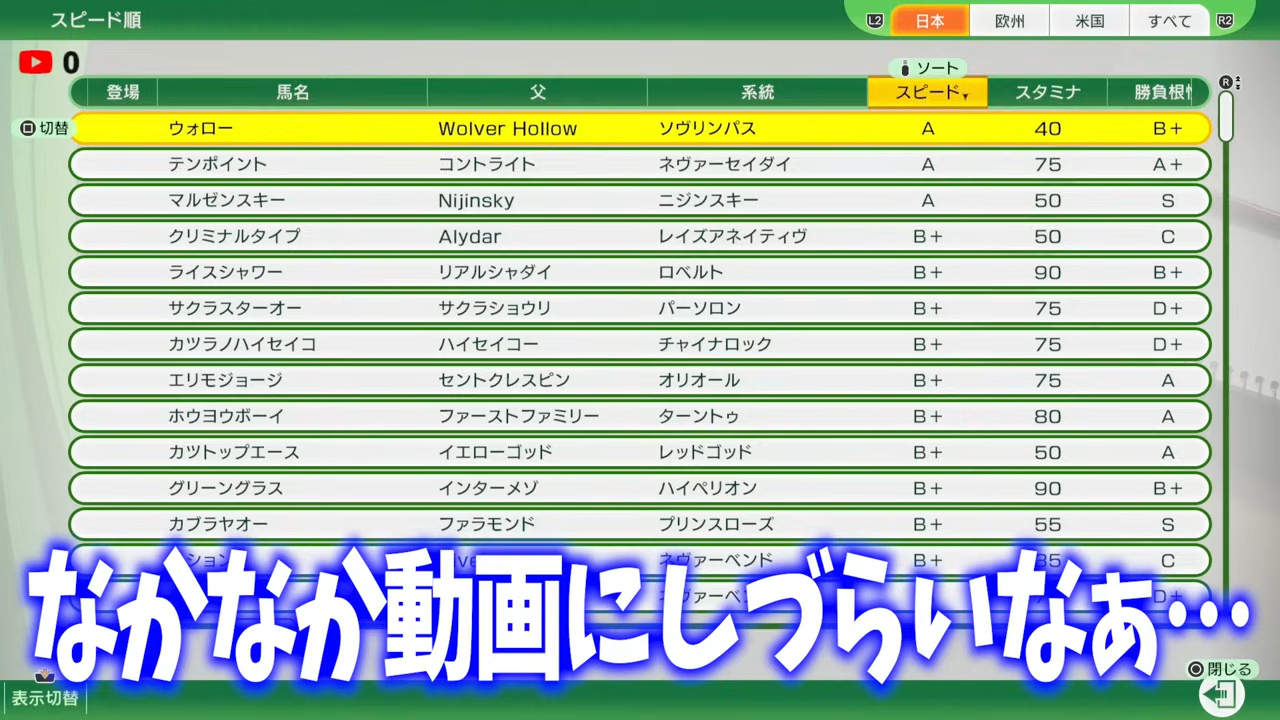 スピード順
L2 日本 欧州 米国 すべて R2
0
ソート
登場 馬名 父 系統 スピード スタミナ 勝負根性
切替 ウォロー Wolver Hollow ソヴリンパス A 40 B+
テンポイント コントライト ネヴァーセイダイ A 75 A+
マルゼンスキー Nijinsky ニジンスキー A 50 S
クリミナルタイプ Alydar レイズアネイティヴ B+ 50 C
ライスシャワー リアルシャダイ ロベルト B+ 90 B+
サクラスターオー サクラショウリ パーソロン B+ 75 D+
カツラノハイセイコ ハイセイコー チャイナロック B+ 75 D+
エリモジョージ セントクレスピン オリオール B+ 75 A
ホウヨウボーイ ファーストファミリー ターントゥ B+ 80 A
カツトップエース イエローゴッド レッドゴッド B+ 50 A
グリーングラス インターメゾ ハイペリオン B+ 90 B+
カブラヤオー ファラモンド プリンスローズ B+ 55 S
ネヴァーベンド B+ C
なかなか動画にしづらいなぁ…
閉じる
表示切替